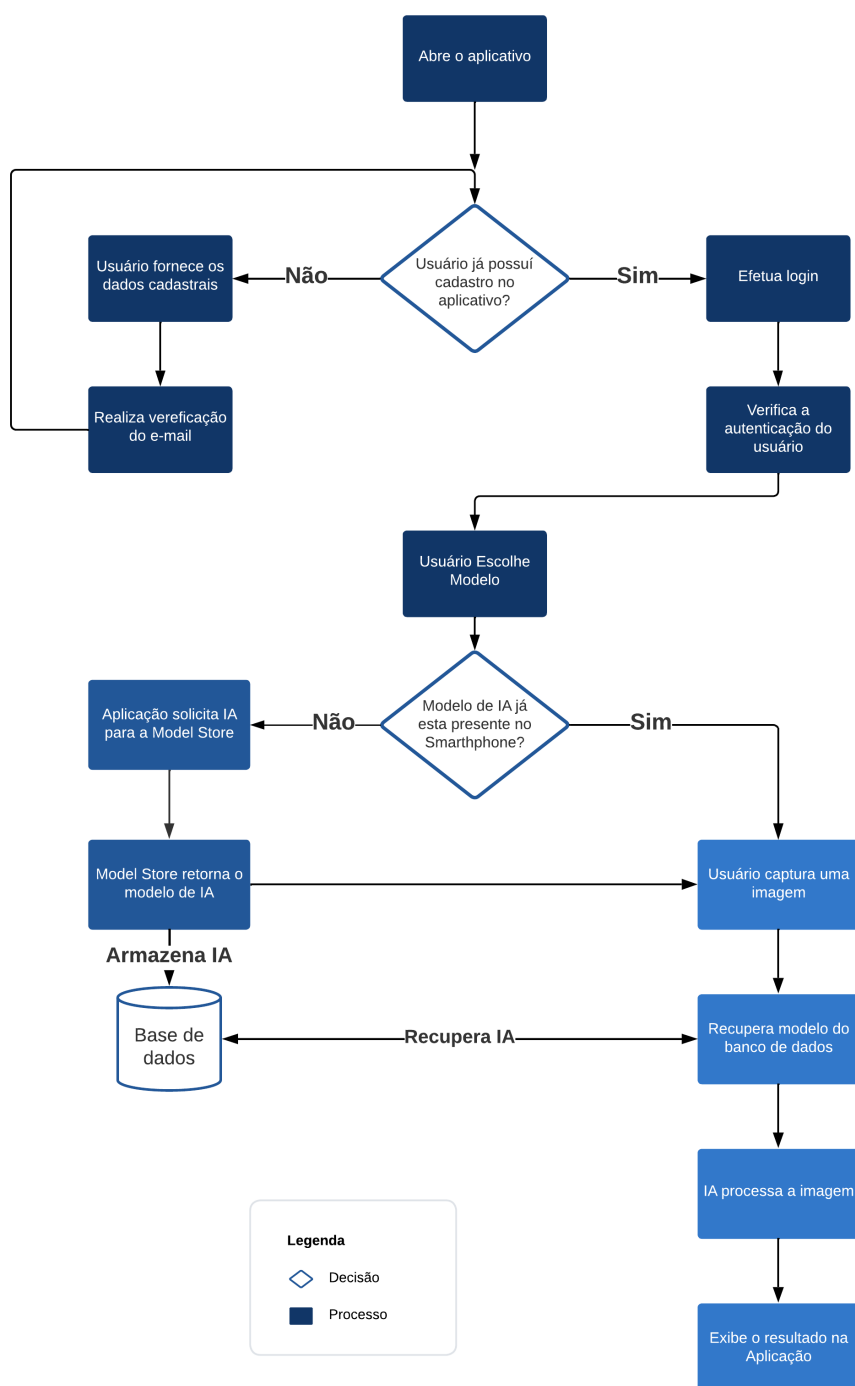 Abre o aplicativo
Usuário já possuí
cadastro no
aplicativo?
Não
Sim
Usuário fornece os
dados cadastrais
Efetua login
Realiza vereficação
do e-mail
Verifica a
autenticação do
usuário
Usuário Escolhe
Modelo
Modelo de IA já
esta presente no
Smarthphone?
Não
Sim
Aplicação solicita IA
para a Model Store
Model Store retorna o
modelo de IA
Usuário captura uma
imagem
Armazena IA
Base de
dados
Recupera IA
Recupera modelo do
banco de dados
IA processa a imagem
Legenda
Decisão
Processo
Exibe o resultado na
Aplicação